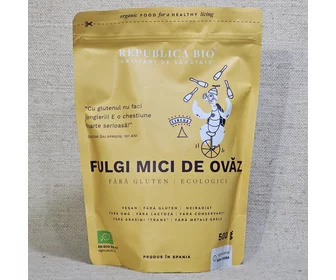 organic FOOD for a HEALTHY living
REPUBLICA BIO
"Cu glutenul nu faci
jonglerii! E o chestiune
foarte serioasă!"
FULGI MICI DE OVĂZ
FĂRĂ GLUTEN | ECOLOGICI
VEGAN | FĂRĂ GLUTEN | NEIRADIAT
FĂRĂ OMG | FĂRĂ LACTOZĂ | FĂRĂ CONSERVANȚI
FĂRĂ GRĂSIMI "TRANS" | FĂRĂ METALE GRELE
500 g
PRODUS ÎN SPANIA